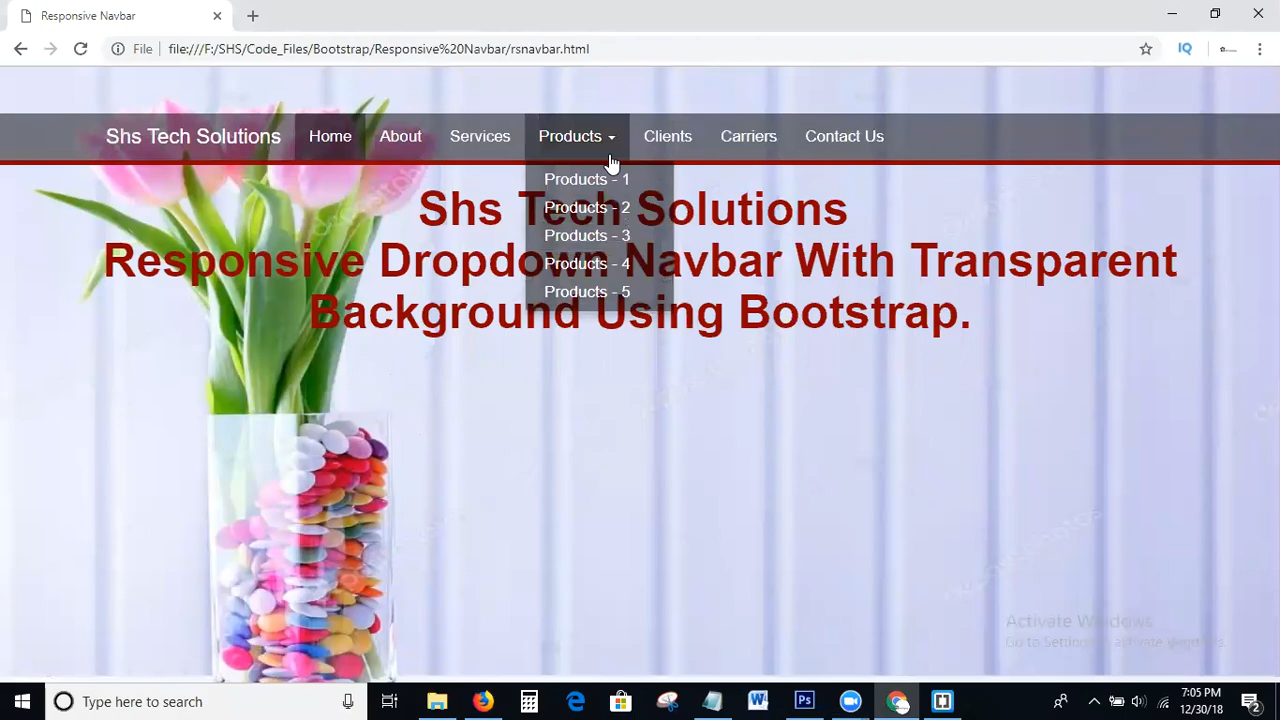 Responsive Navbar
File file:///F:/SHS/Code_Files/Bootstrap/Responsive%20Navbar/rsnavbar.html
IQ
Shs Tech Solutions Home About Services Products Clients Carriers Contact Us
Products - 1
Products - 2
Products - 3
Products - 4
Products - 5
Shs Tech Solutions
Responsive Dropdown Navbar With Transparent
Background Using Bootstrap.
Activate Windows
Go to Settings to activate Windows
Type here to search
W
Ps
7:05 PM
12/30/18
2